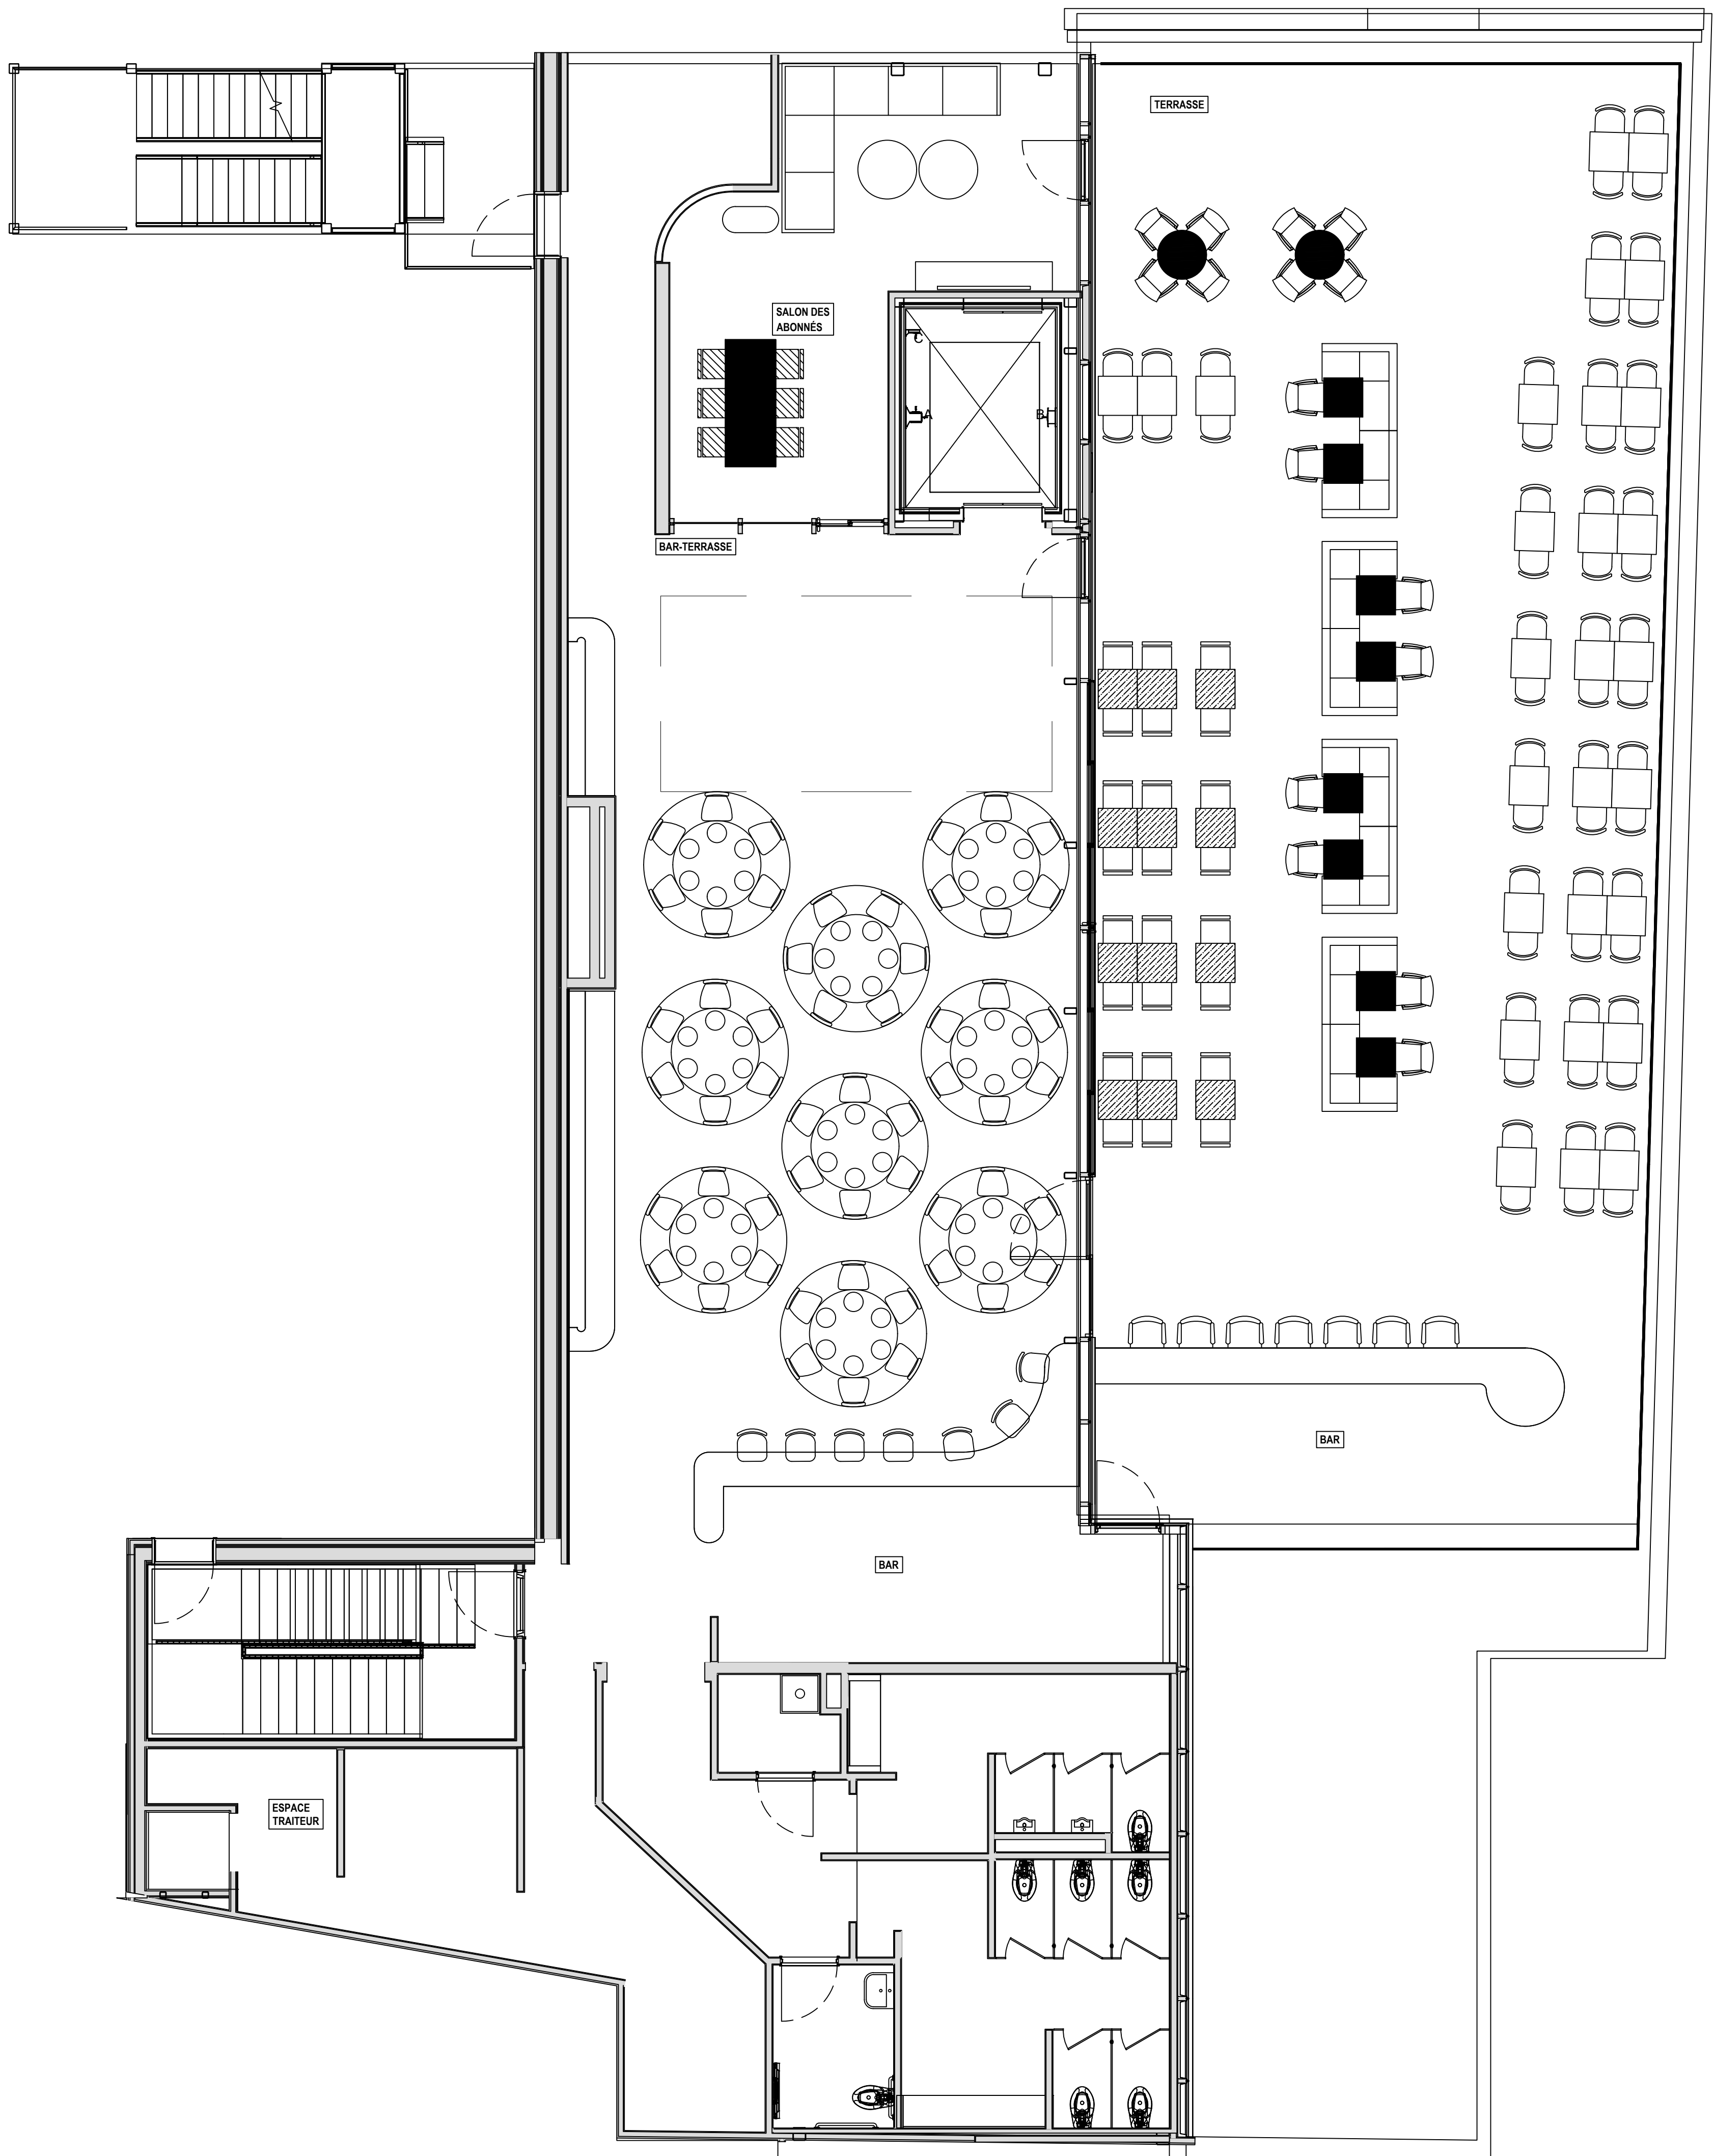 TERRASSE
SALON DES
ABONNÉS
C
A
B
BAR-TERRASSE
BAR
BAR
ESPACE
TRAITEUR